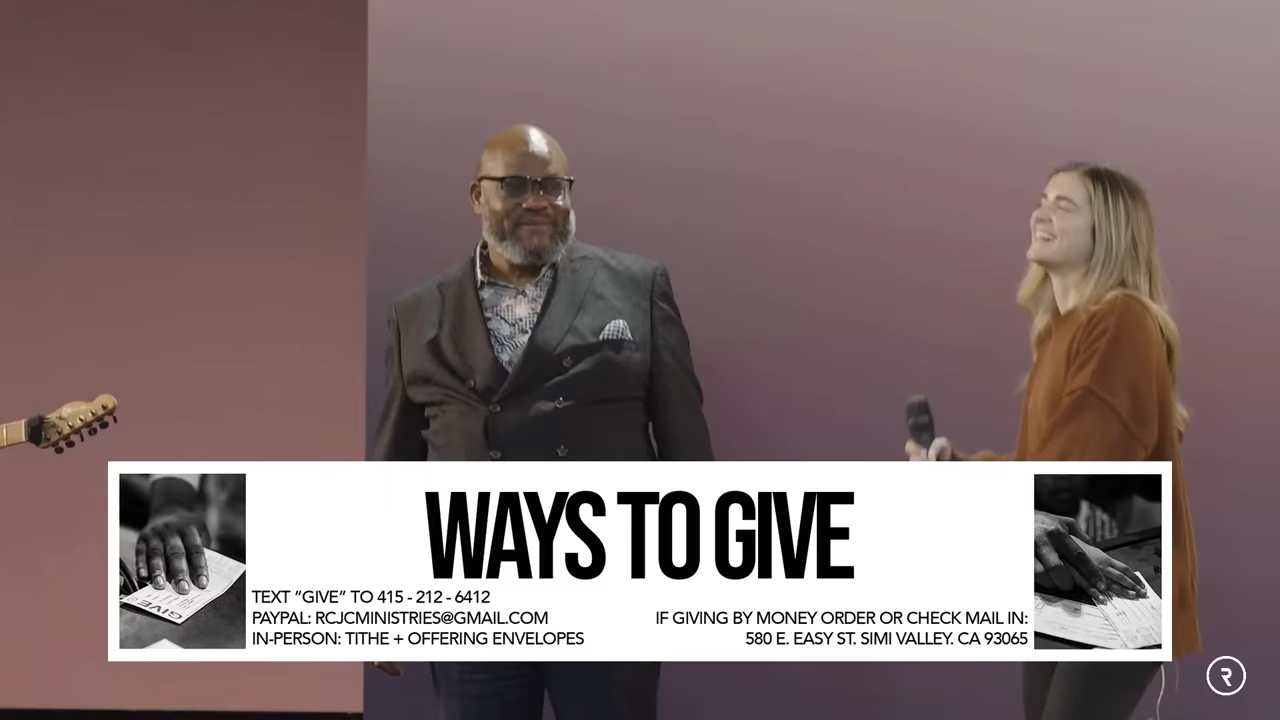 WAYS TO GIVE
TEXT “GIVE” TO 415 - 212 - 6412
PAYPAL: RCJCMINISTRIES@GMAIL.COM
IN-PERSON: TITHE + OFFERING ENVELOPES
IF GIVING BY MONEY ORDER OR CHECK MAIL IN:
580 E. EASY ST. SIMI VALLEY. CA 93065
GIVE
R